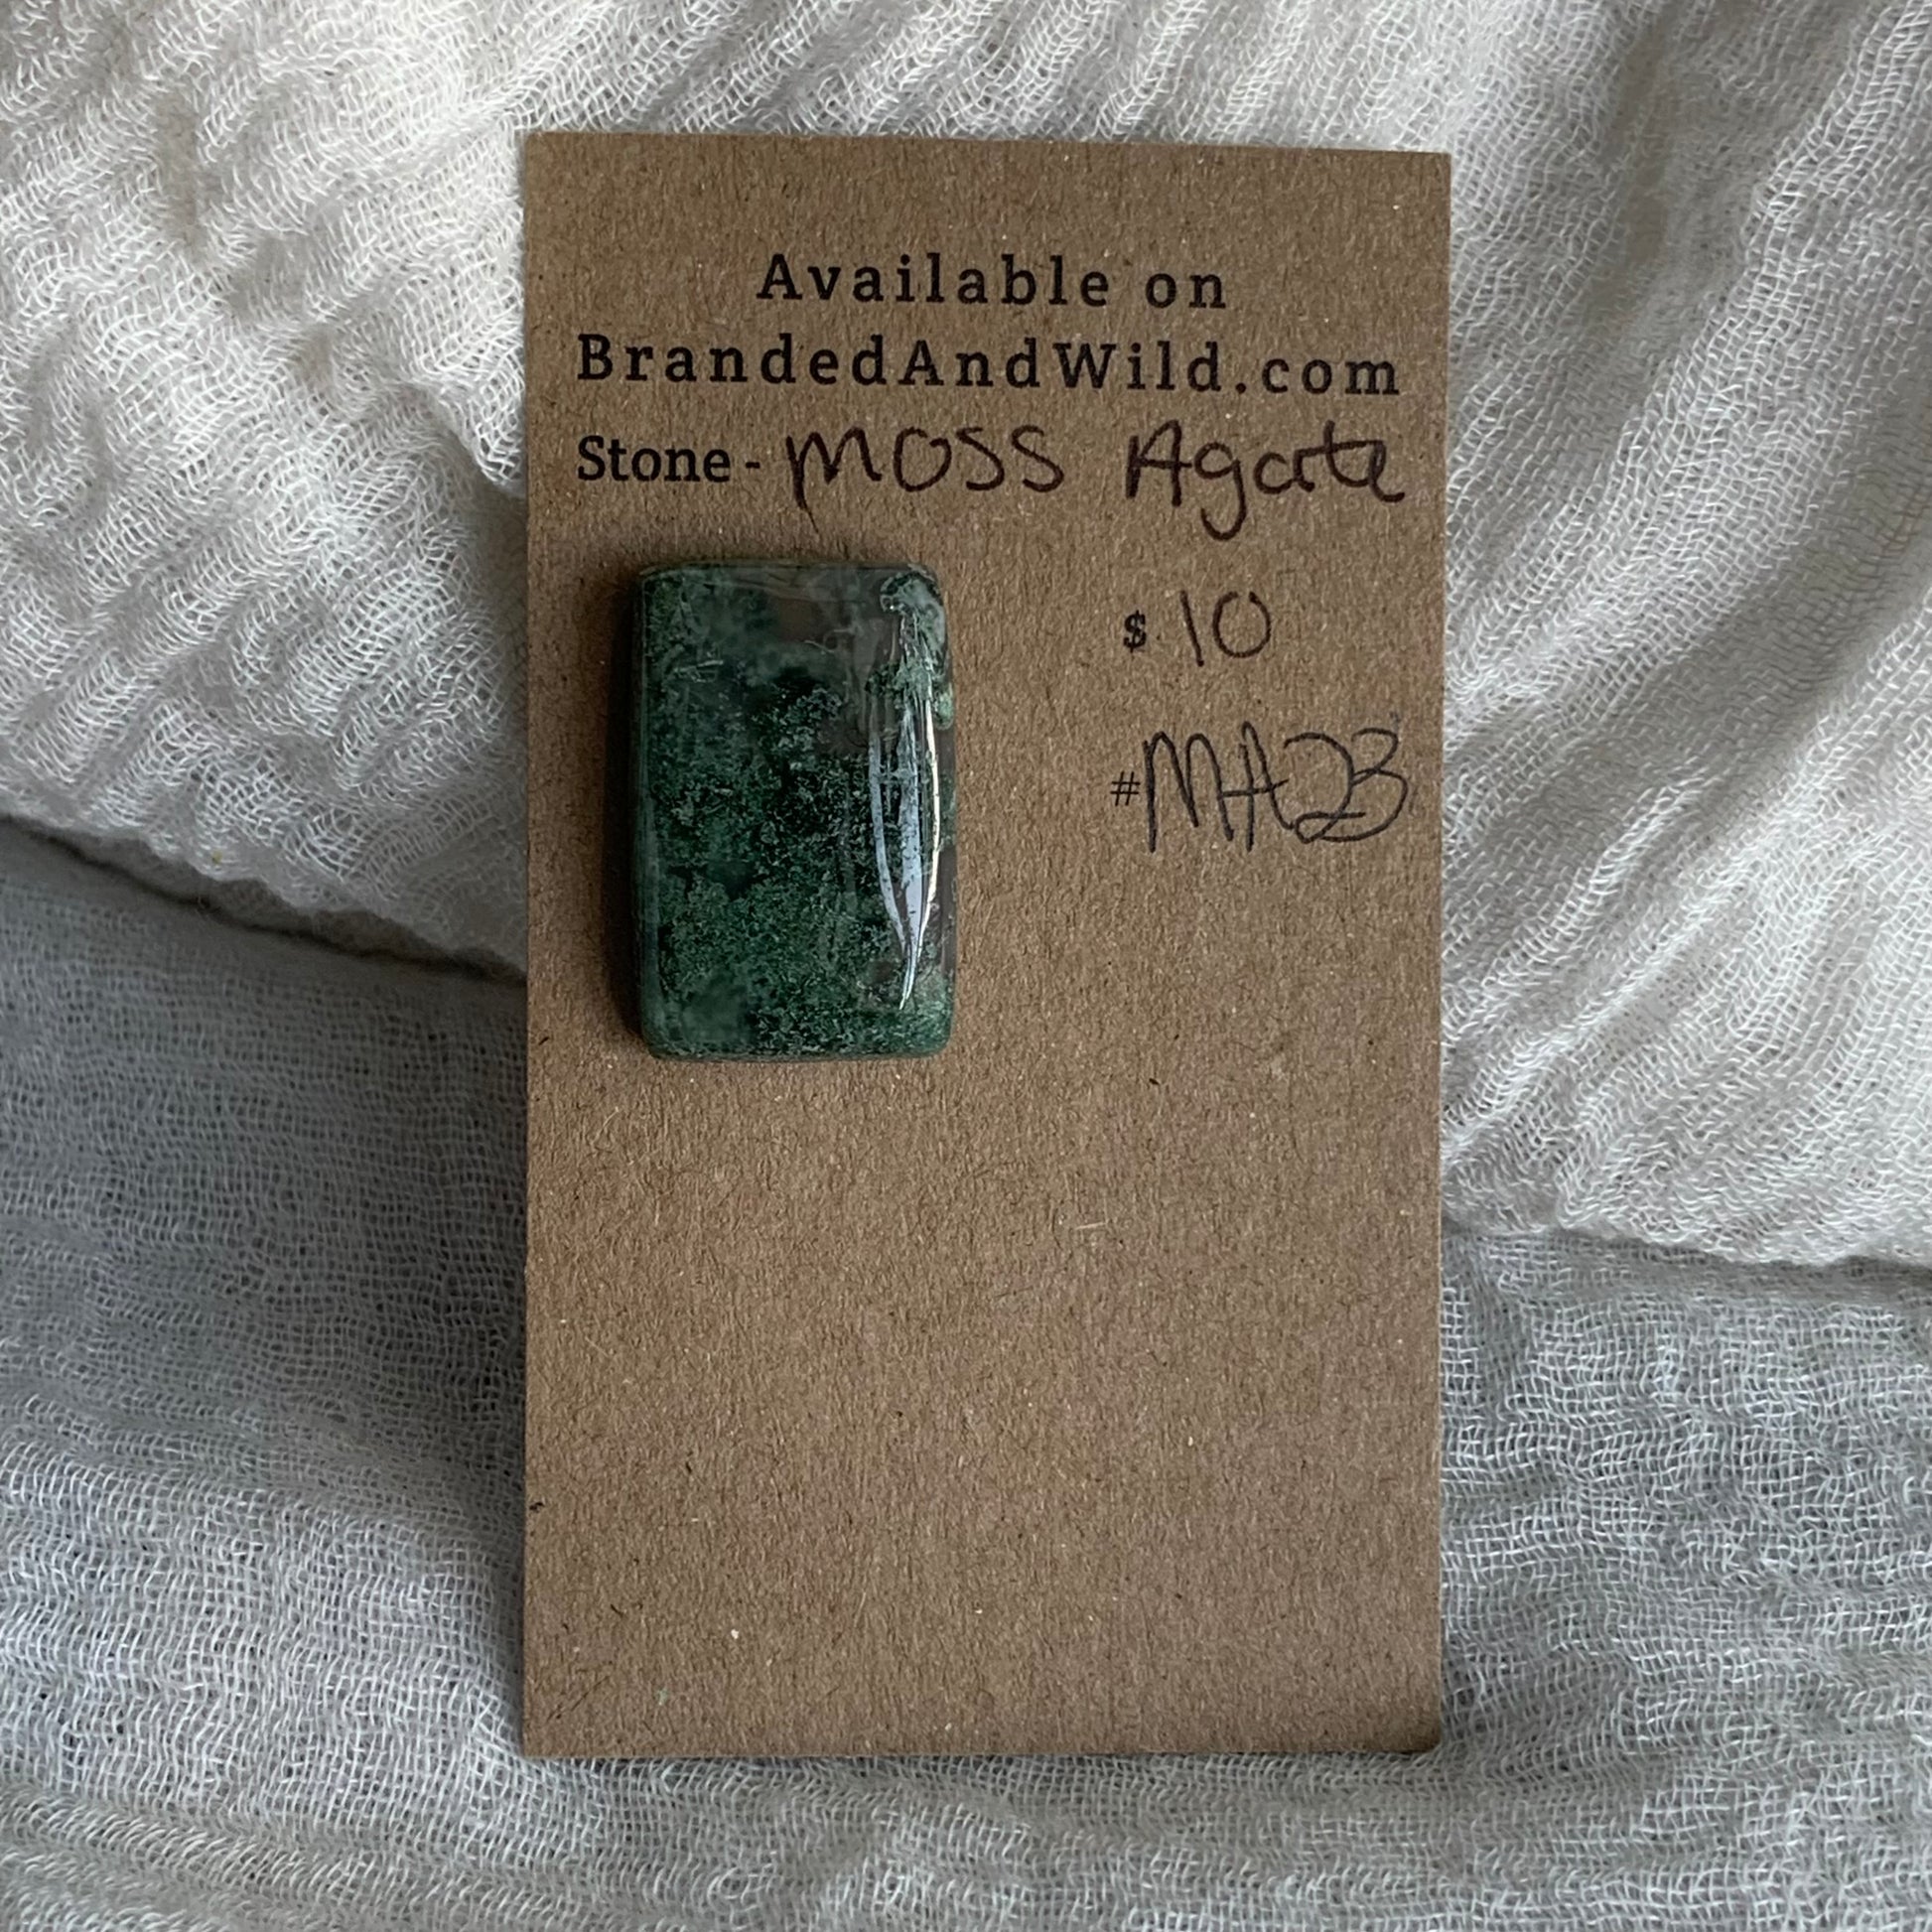 Available on
BrandedAndWild.com
Stone - Moss Agate
$ 10
#MA23